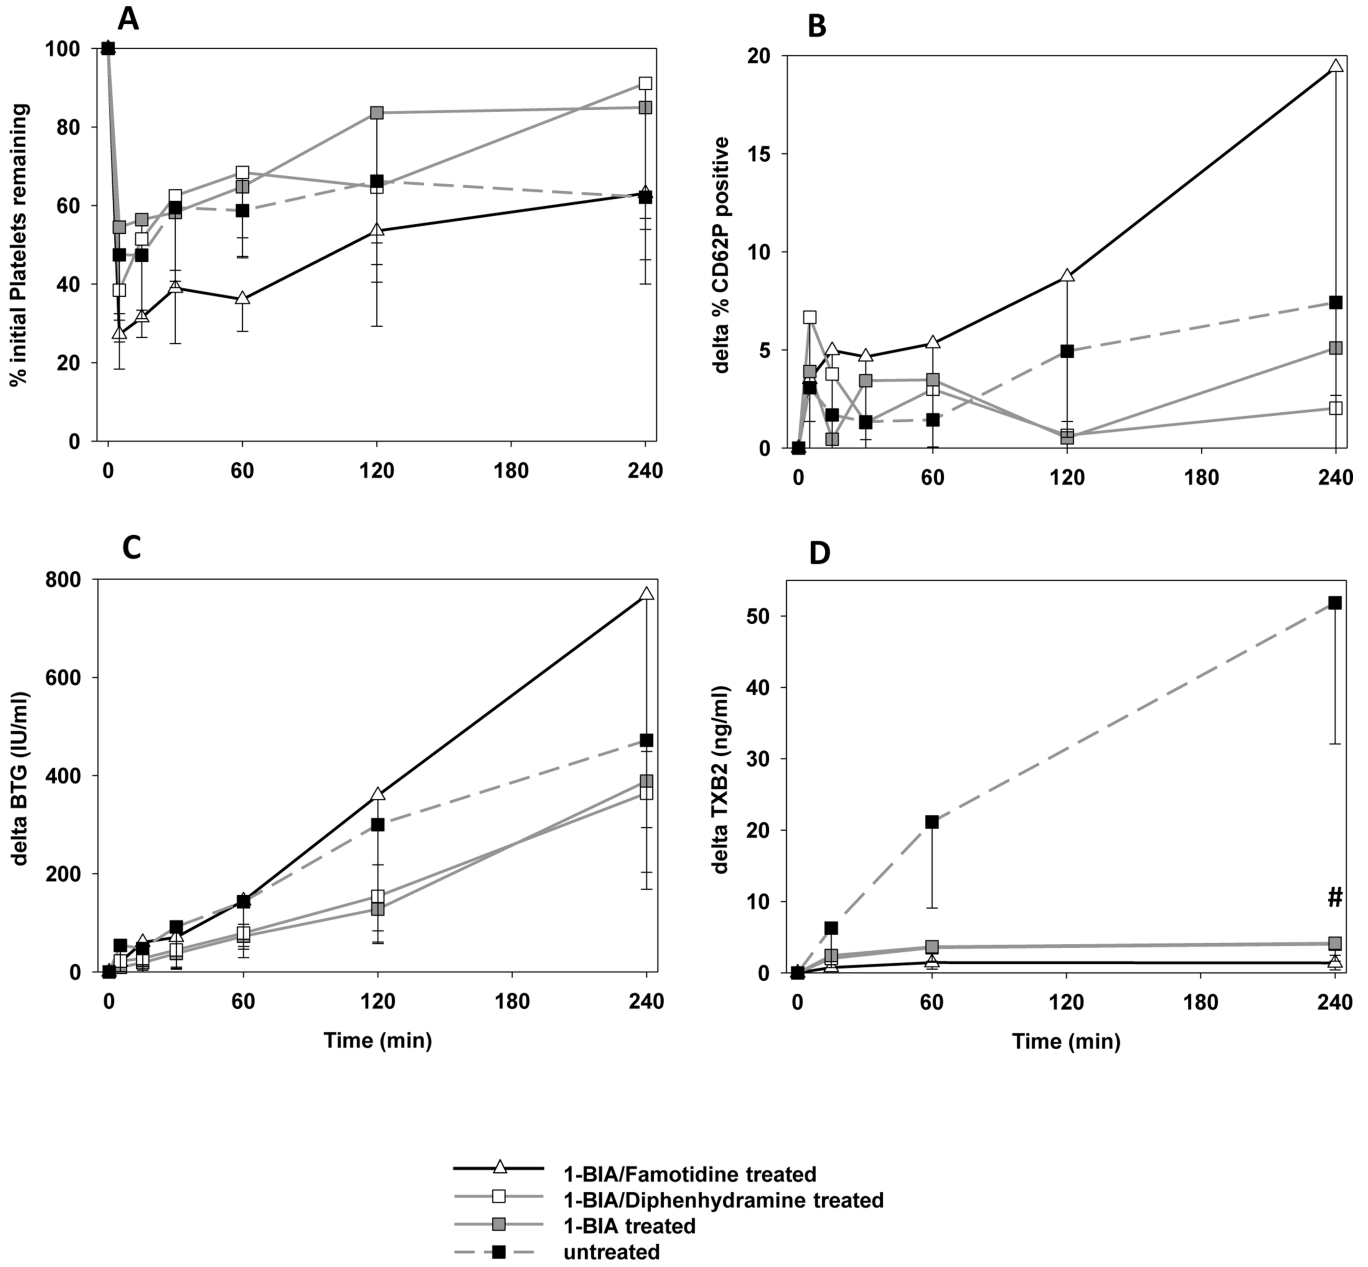 A
B
100
80
60
40
20
0
% initial Platelets remaining
0 60 120 180 240
20
15
10
5
0
delta % CD62P positive
0 60 120 180 240
C
D
800
600
400
200
0
delta BTG (IU/ml)
0 60 120 180 240
Time (min)
50
40
30
20
10
0
delta TXB2 (ng/ml)
#
0 60 120 180 240
Time (min)
1-BIA/Famotidine treated
1-BIA/Diphenhydramine treated
1-BIA treated
untreated